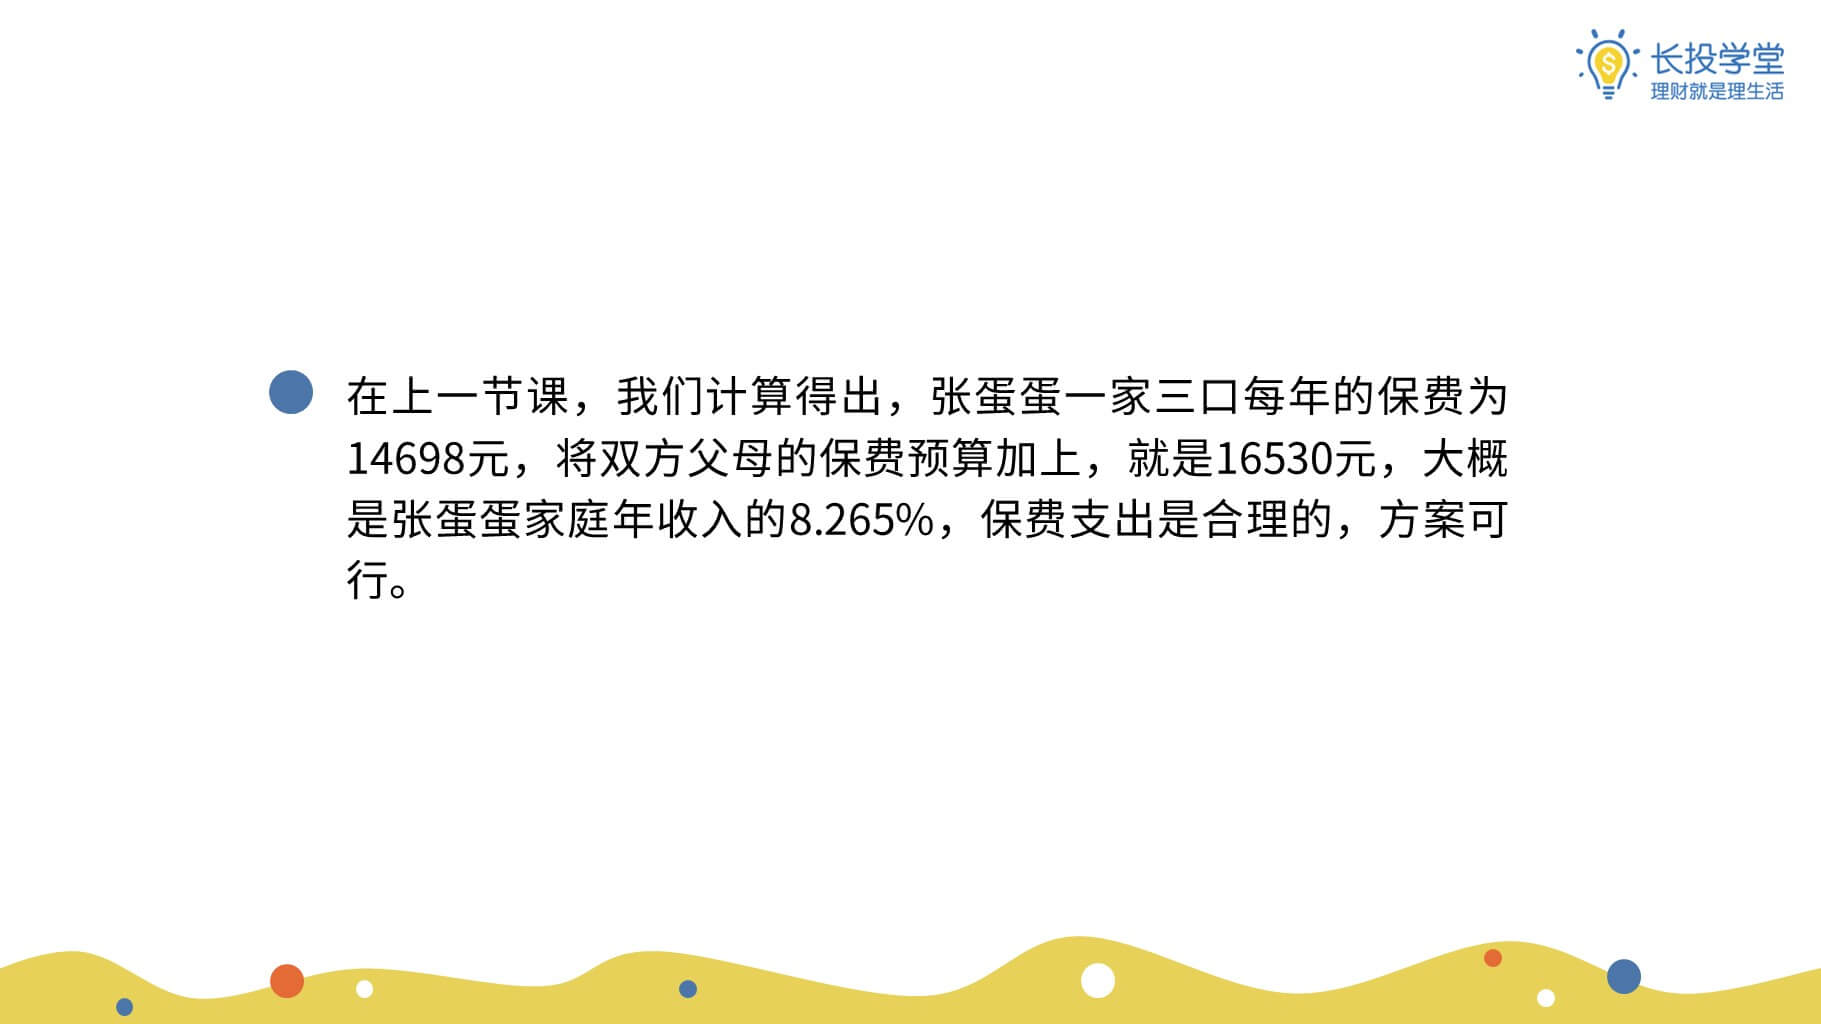 长投学堂
理财就是理生活
在上一节课，我们计算得出，张蛋蛋一家三口每年的保费为
14698元，将双方父母的保费预算加上，就是16530元，大概
是张蛋蛋家庭年收入的8.265%，保费支出是合理的，方案可
行。